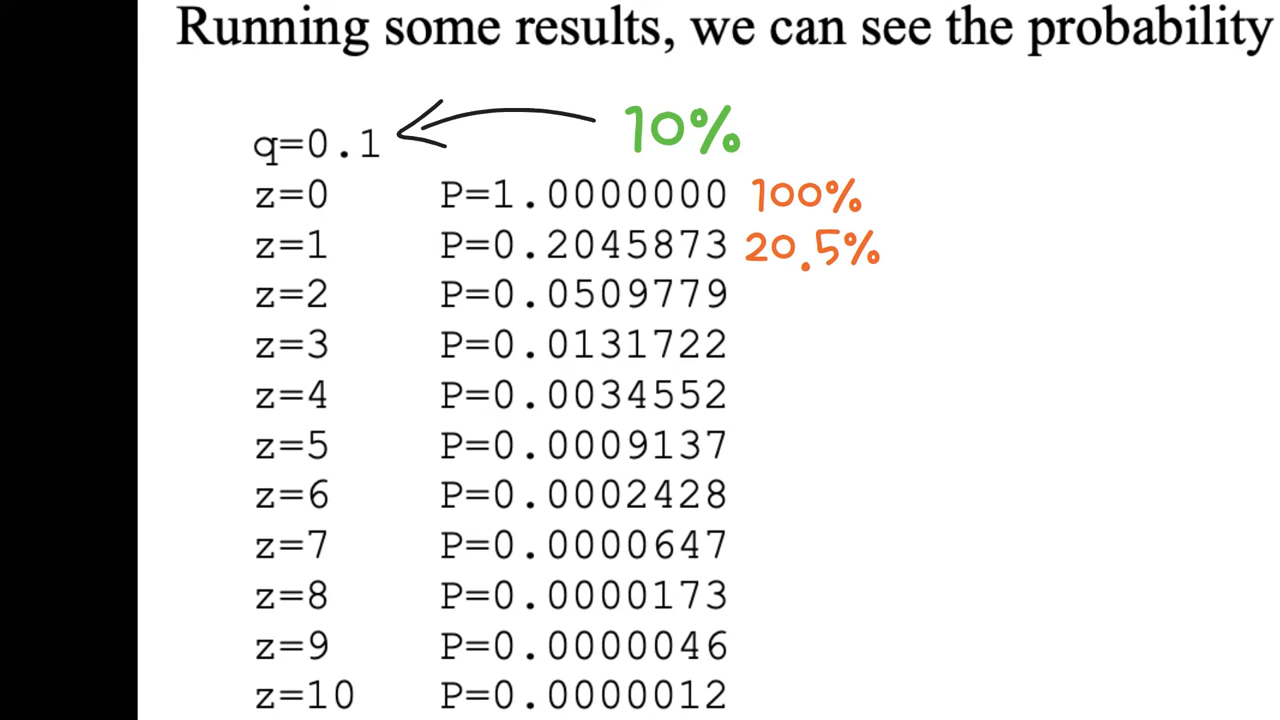 Running some results, we can see the probability
q=0.1 10%
z=0 P=1.0000000 100%
z=1 P=0.2045873 20.5%
z=2 P=0.0509779
z=3 P=0.0131722
z=4 P=0.0034552
z=5 P=0.0009137
z=6 P=0.0002428
z=7 P=0.0000647
z=8 P=0.0000173
z=9 P=0.0000046
z=10 P=0.0000012